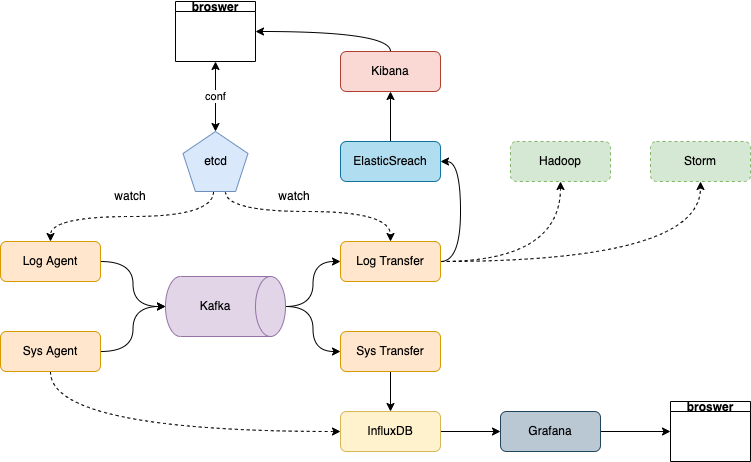 broswer
Kibana
conf
etcd
ElasticSreach
Hadoop
Storm
watch
watch
Log Agent
Log Transfer
Kafka
Sys Agent
Sys Transfer
InfluxDB
Grafana
broswer